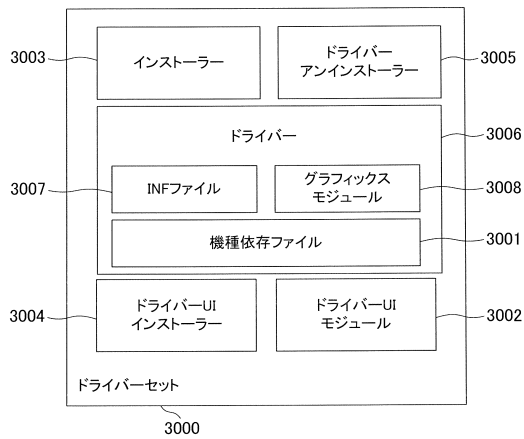 3003
インストーラー
ドライバー
アンインストーラー
3005
ドライバー
3006
3007
INFファイル
グラフィックス
モジュール
3008
機種依存ファイル
3001
3004
ドライバーUI
インストーラー
ドライバーUI
モジュール
3002
ドライバーセット
3000